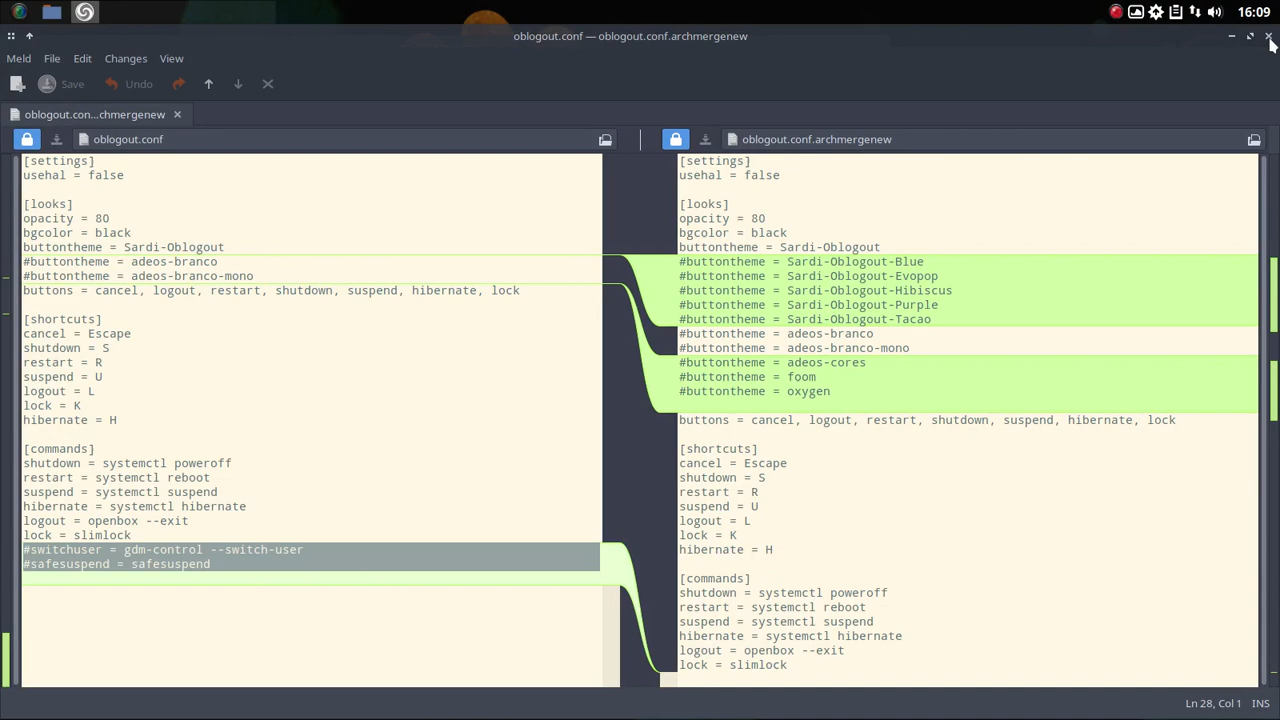 16:09
oblogout.conf — oblogout.conf.archmergenew
Meld File Edit Changes View
Save Undo
oblogout.con...chmergenew
oblogout.conf
[settings]
usehal = false
[looks]
opacity = 80
bgcolor = black
buttontheme = Sardi-Oblogout
#buttontheme = adeos-branco
#buttontheme = adeos-branco-mono
buttons = cancel, logout, restart, shutdown, suspend, hibernate, lock
[shortcuts]
cancel = Escape
shutdown = S
restart = R
suspend = U
logout = L
lock = K
hibernate = H
[commands]
shutdown = systemctl poweroff
restart = systemctl reboot
suspend = systemctl suspend
hibernate = systemctl hibernate
logout = openbox --exit
lock = slimlock
#switchuser = gdm-control --switch-user
#safesuspend = safesuspend
oblogout.conf.archmergenew
[settings]
usehal = false
[looks]
opacity = 80
bgcolor = black
buttontheme = Sardi-Oblogout
#buttontheme = Sardi-Oblogout-Blue
#buttontheme = Sardi-Oblogout-Evopop
#buttontheme = Sardi-Oblogout-Hibiscus
#buttontheme = Sardi-Oblogout-Purple
#buttontheme = Sardi-Oblogout-Tacao
#buttontheme = adeos-branco
#buttontheme = adeos-branco-mono
#buttontheme = adeos-cores
#buttontheme = foom
#buttontheme = oxygen
buttons = cancel, logout, restart, shutdown, suspend, hibernate, lock
[shortcuts]
cancel = Escape
shutdown = S
restart = R
suspend = U
logout = L
lock = K
hibernate = H
[commands]
shutdown = systemctl poweroff
restart = systemctl reboot
suspend = systemctl suspend
hibernate = systemctl hibernate
logout = openbox --exit
lock = slimlock
Ln 28, Col 1 INS